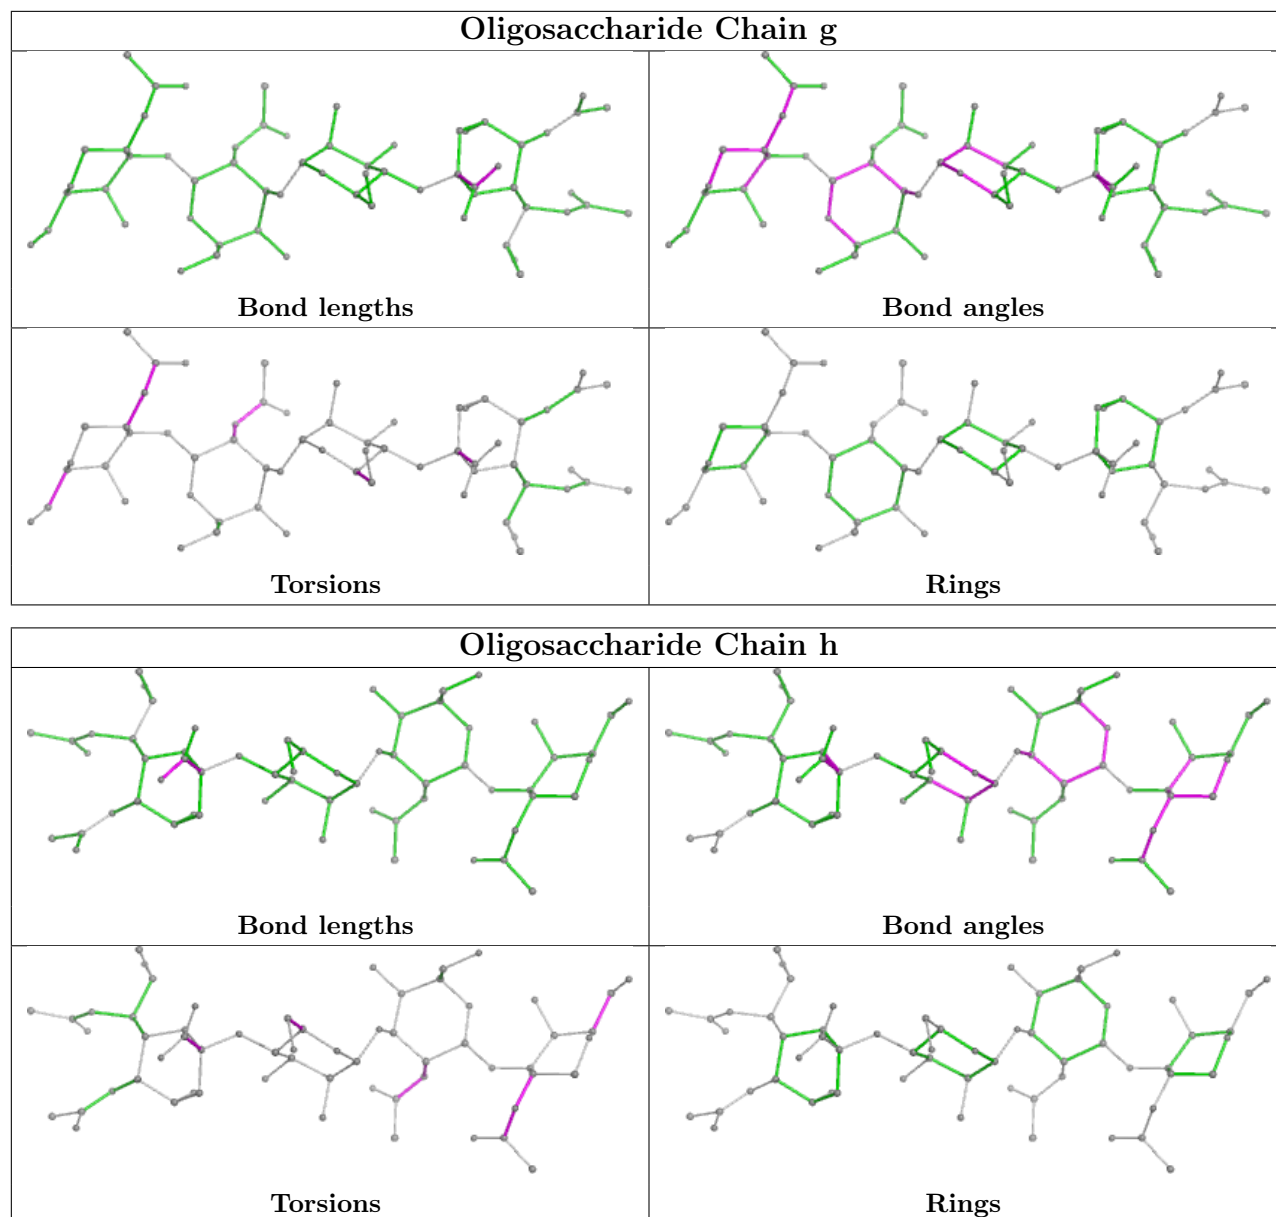 Oligosaccharide Chain g
Bond lengths
Bond angles
Torsions
Rings
Oligosaccharide Chain h
Bond lengths
Bond angles
Torsions
Rings